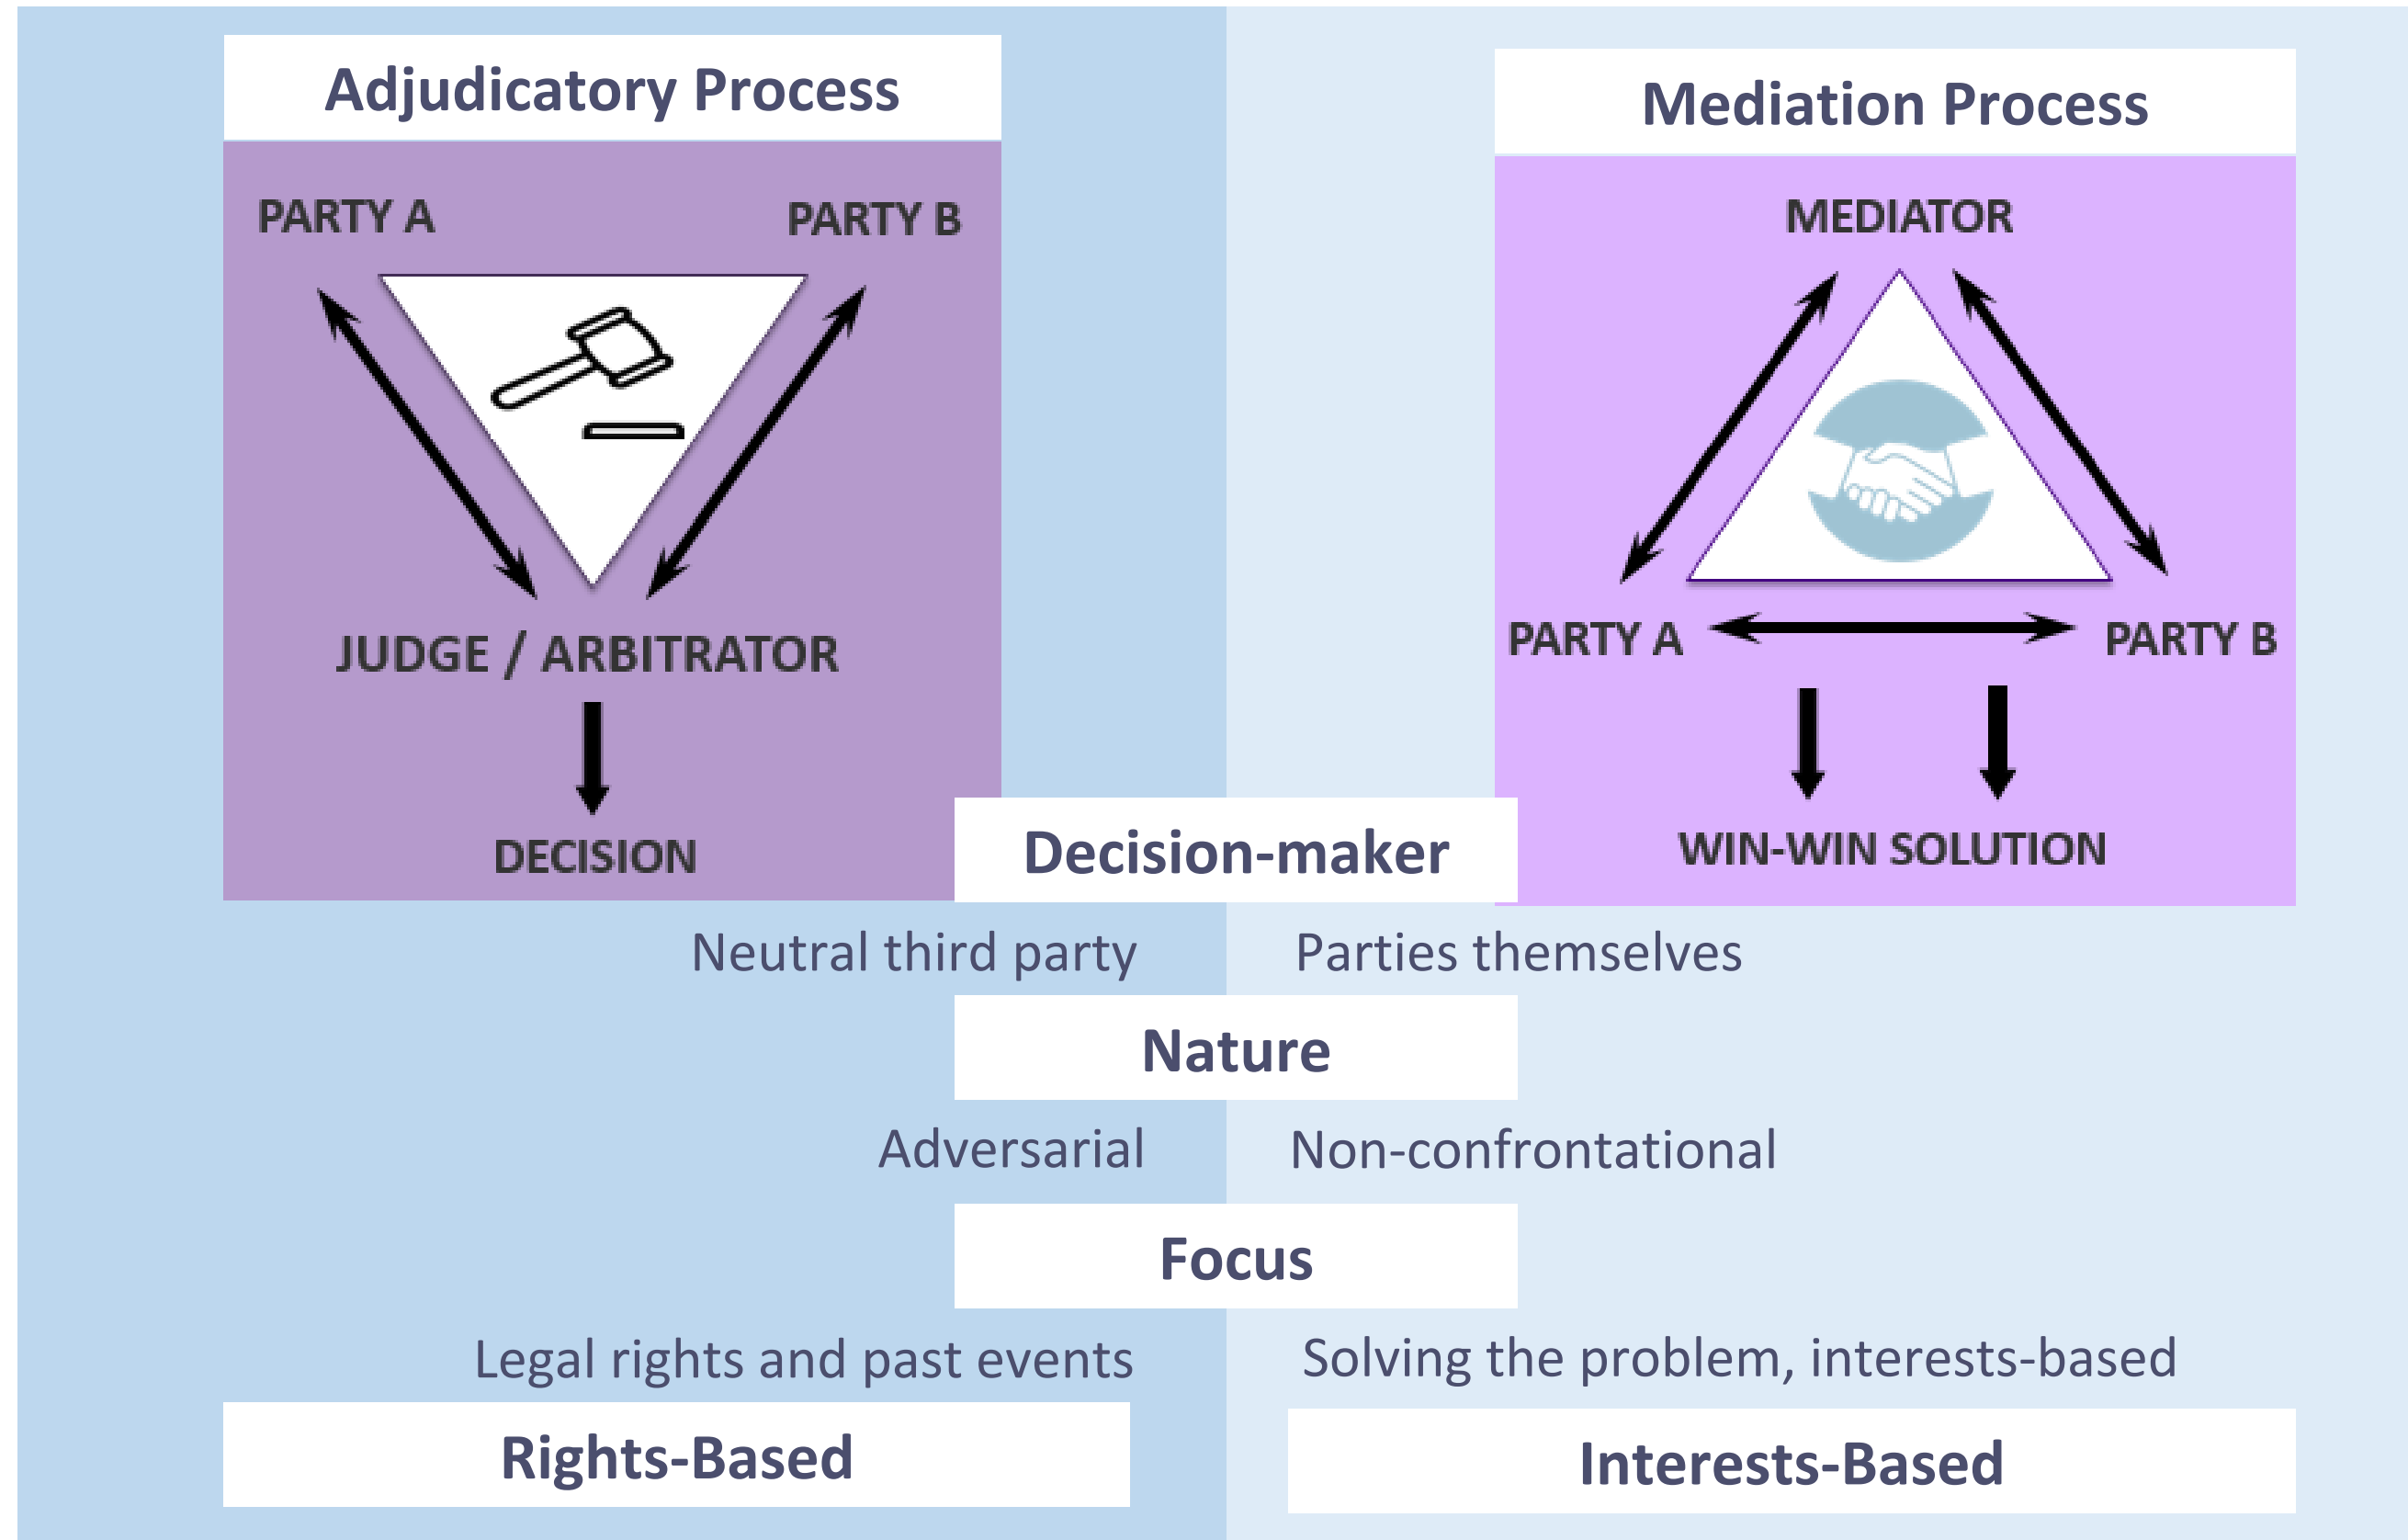 Adjudicatory Process
PARTY A
PARTY B
JUDGE / ARBITRATOR
DECISION
Mediation Process
MEDIATOR
PARTY A
PARTY B
WIN-WIN SOLUTION
Decision-maker
Neutral third party
Parties themselves
Nature
Adversarial
Non-confrontational
Focus
Legal rights and past events
Solving the problem, interests-based
Rights-Based
Interests-Based